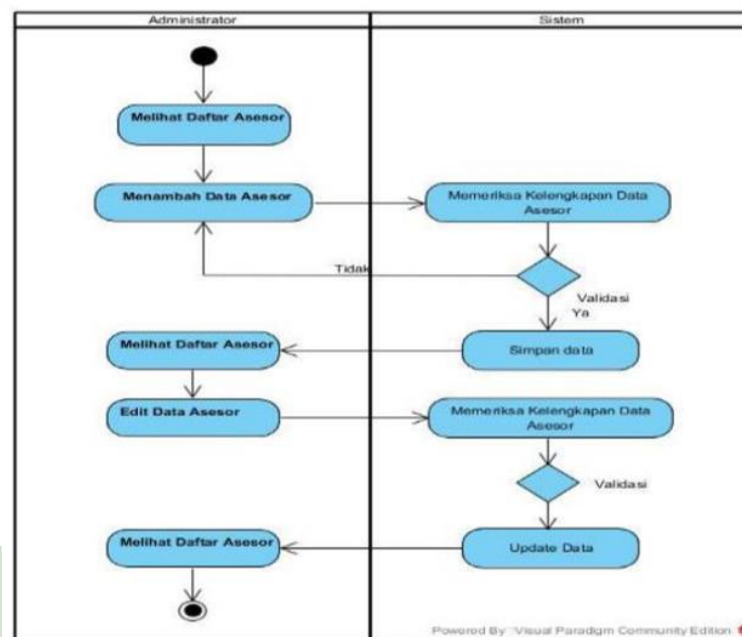 Administrator
Sistem
Melihat Daftar Asesor
Menambah Data Asesor
Memeriksa Kelengkapan Data
Asesor
Tidak
Validasi
Ya
Melihat Daftar Asesor
Simpan data
Edit Data Asesor
Memeriksa Kelengkapan Data
Asesor
Validasi
Melihat Daftar Asesor
Update Data
Powered By Visual Paradigm Community Edition